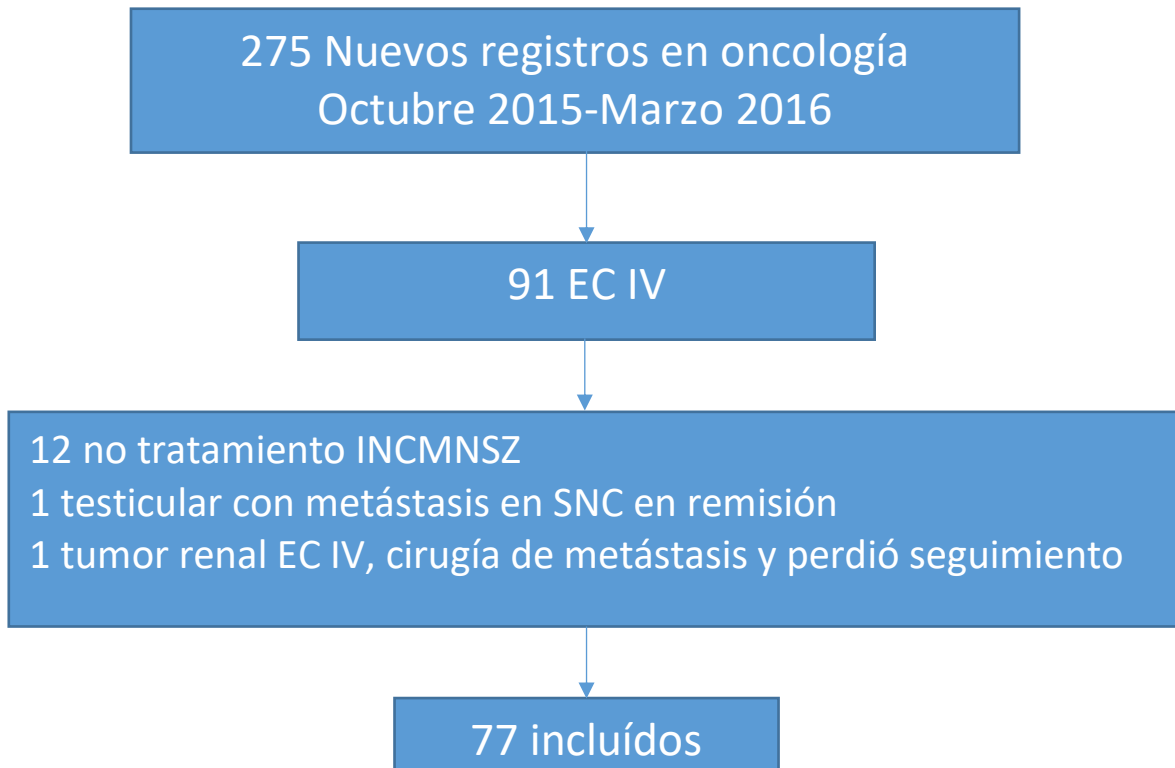 275 Nuevos registros en oncología
Octubre 2015-Marzo 2016
91 EC IV
12 no tratamiento INCMNSZ
1 testicular con metástasis en SNC en remisión
1 tumor renal EC IV, cirugía de metástasis y perdió seguimiento
77 incluídos